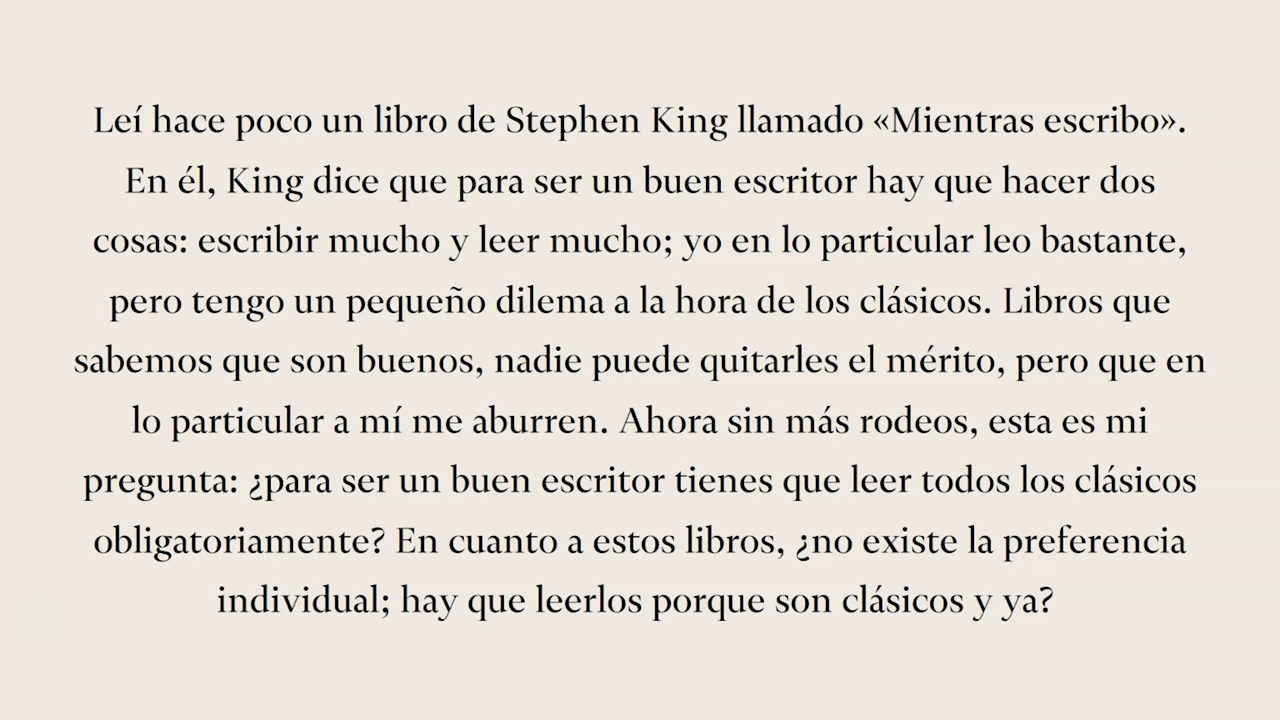 Leí hace poco un libro de Stephen King llamado «Mientras escribo».
En él, King dice que para ser un buen escritor hay que hacer dos
cosas: escribir mucho y leer mucho; yo en lo particular leo bastante,
pero tengo un pequeño dilema a la hora de los clásicos. Libros que
sabemos que son buenos, nadie puede quitarles el mérito, pero que en
lo particular a mí me aburren. Ahora sin más rodeos, esta es mi
pregunta: ¿para ser un buen escritor tienes que leer todos los clásicos
obligatoriamente? En cuanto a estos libros, ¿no existe la preferencia
individual; hay que leerlos porque son clásicos y ya?